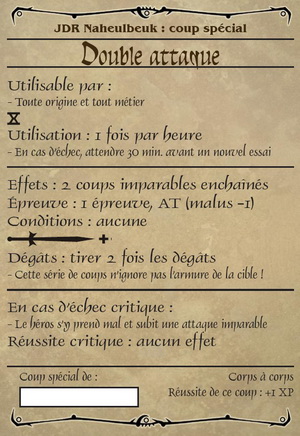 JDR Naheulbeuk : coup spécial
Double attaque
Utilisable par :
- Toute origine et tout métier
Utilisation : 1 fois par heure
- En cas d'échec, attendre 30 min. avant un nouvel essai
Effets : 2 coups imparables enchaînés
Épreuve : 1 épreuve, AT (malus -1)
Conditions : aucune
Dégâts : tirer 2 fois les dégâts
- Cette série de coups n'ignore pas l'armure de la cible !
En cas d'échec critique :
- Le héros s'y prend mal et subit une attaque imparable
Réussite critique : aucun effet
Coup spécial de :
Corps à corps
Réussite de ce coup : +1 XP